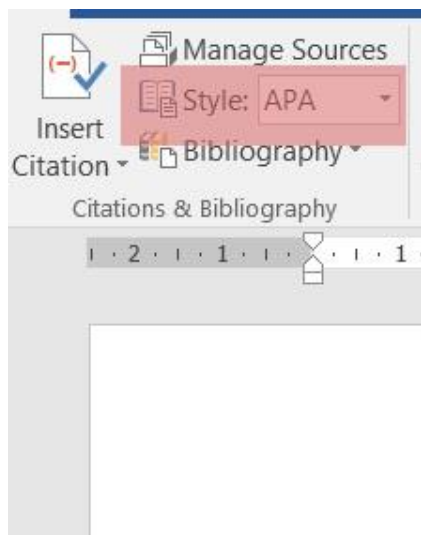 Manage Sources
Style: APA
Insert
Citation
Bibliography
Citations & Bibliography
2 1 1